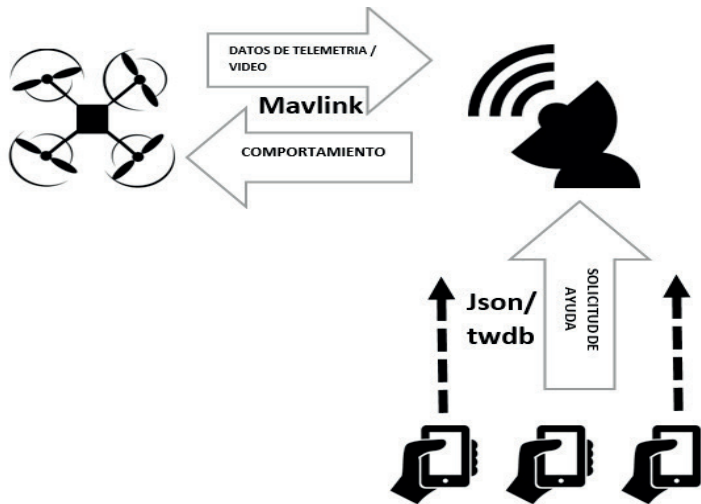 DATOS DE TELEMETRIA /
VIDEO
Mavlink
COMPORTAMIENTO
Json/
twdb
SOLICITUD DE
AYUDA